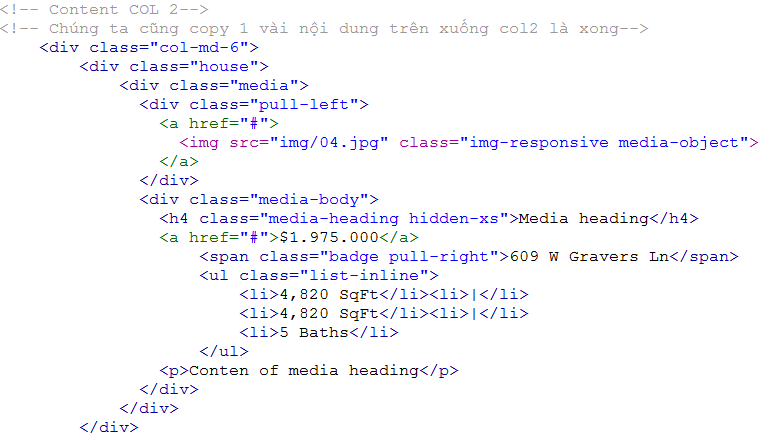 <!-- Content COL 2-->
<!-- Chúng ta cũng copy 1 vài nội dung trên xuống col2 là xong-->
<div class="col-md-6">
<div class="house">
<div class="media">
<div class="pull-left">
<a href="#">
<img src="img/04.jpg" class="img-responsive media-object">
</a>
</div>
<div class="media-body">
<h4 class="media-heading hidden-xs">Media heading</h4>
<a href="#">$1.975.000</a>
<span class="badge pull-right">609 W Gravers Ln</span>
<ul class="list-inline">
<li>4,820 SqFt</li><li>|</li>
<li>4,820 SqFt</li><li>|</li>
<li>5 Baths</li>
</ul>
<p>Conten of media heading</p>
</div>
</div>
</div>